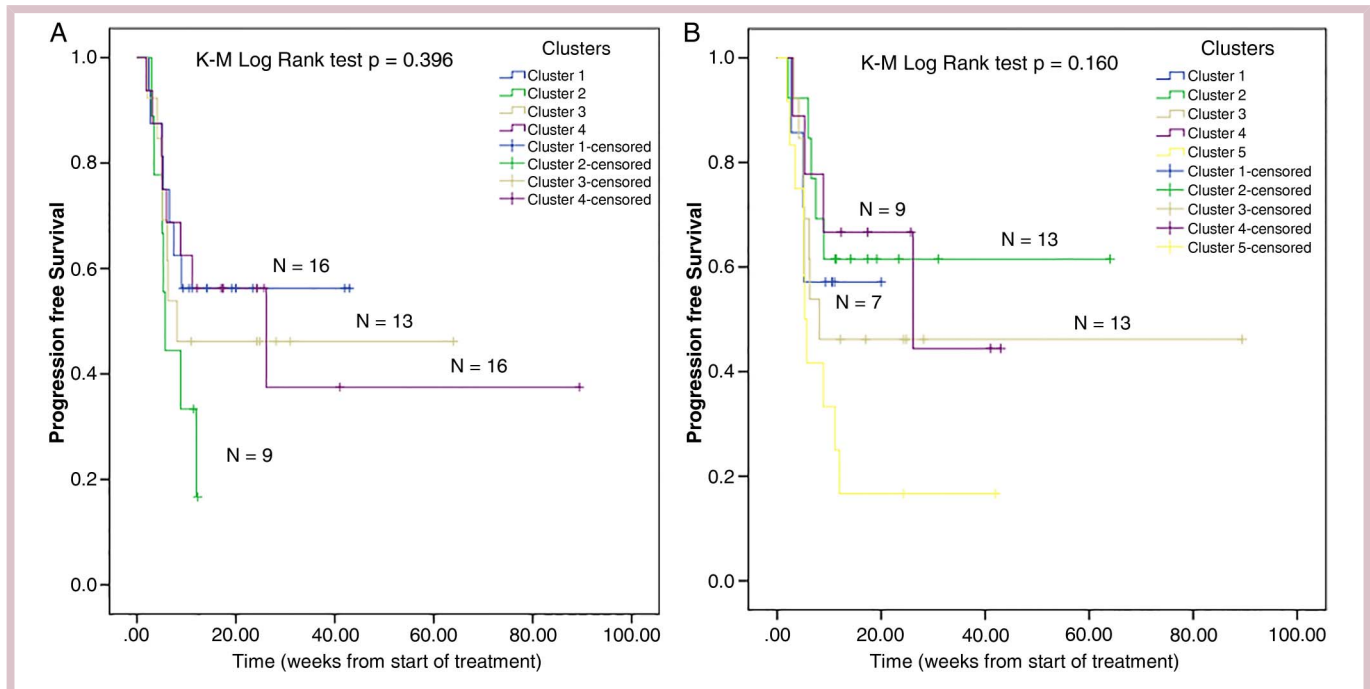 A
K-M Log Rank test p = 0.396
Clusters
Cluster 1
Cluster 2
Cluster 3
Cluster 4
Cluster 1-censored
Cluster 2-censored
Cluster 3-censored
Cluster 4-censored
Progression free Survival
1.0
0.8
0.6
0.4
0.2
0.0
N = 16
N = 13
N = 16
N = 9
.00 20.00 40.00 60.00 80.00 100.00
Time (weeks from start of treatment)
B
K-M Log Rank test p = 0.160
Clusters
Cluster 1
Cluster 2
Cluster 3
Cluster 4
Cluster 5
Cluster 1-censored
Cluster 2-censored
Cluster 3-censored
Cluster 4-censored
Cluster 5-censored
Progression free Survival
1.0
0.8
0.6
0.4
0.2
0.0
N = 9
N = 13
N = 7
N = 13
.00 20.00 40.00 60.00 80.00 100.00
Time (weeks from start of treatment)